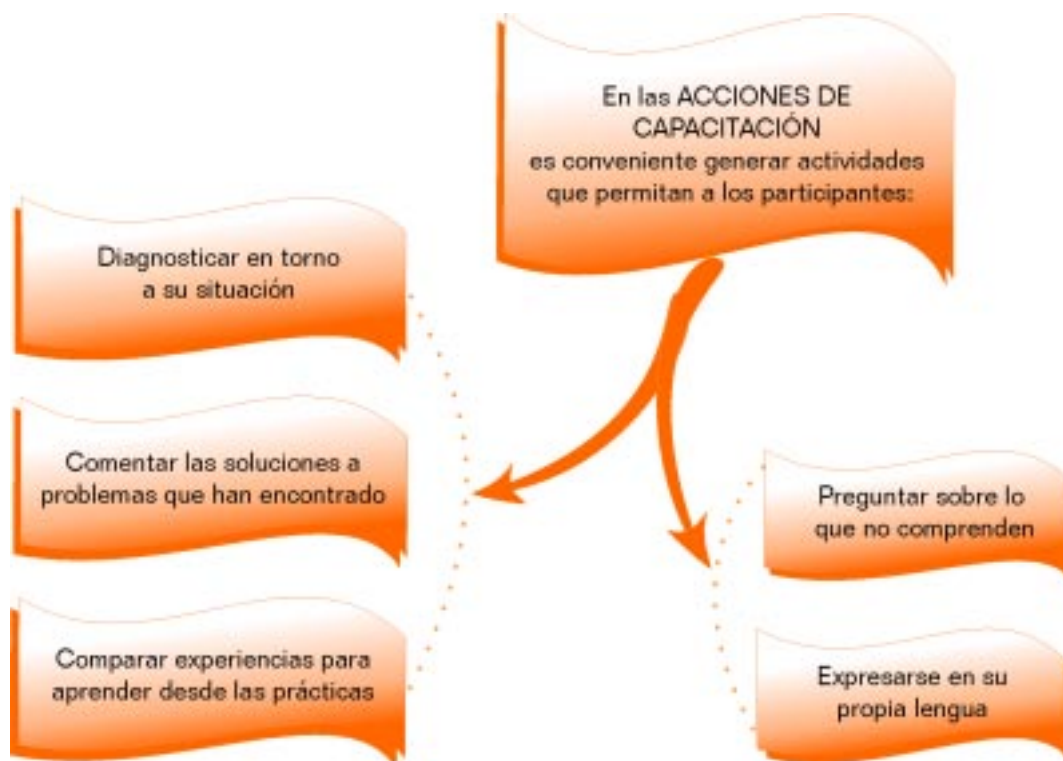 En las ACCIONES DE
CAPACITACIÓN
es conveniente generar actividades
que permitan a los participantes:
Diagnosticar en torno
a su situación
Comentar las soluciones a
problemas que han encontrado
Comparar experiencias para
aprender desde las prácticas
Preguntar sobre lo
que no comprenden
Expresarse en su
propia lengua